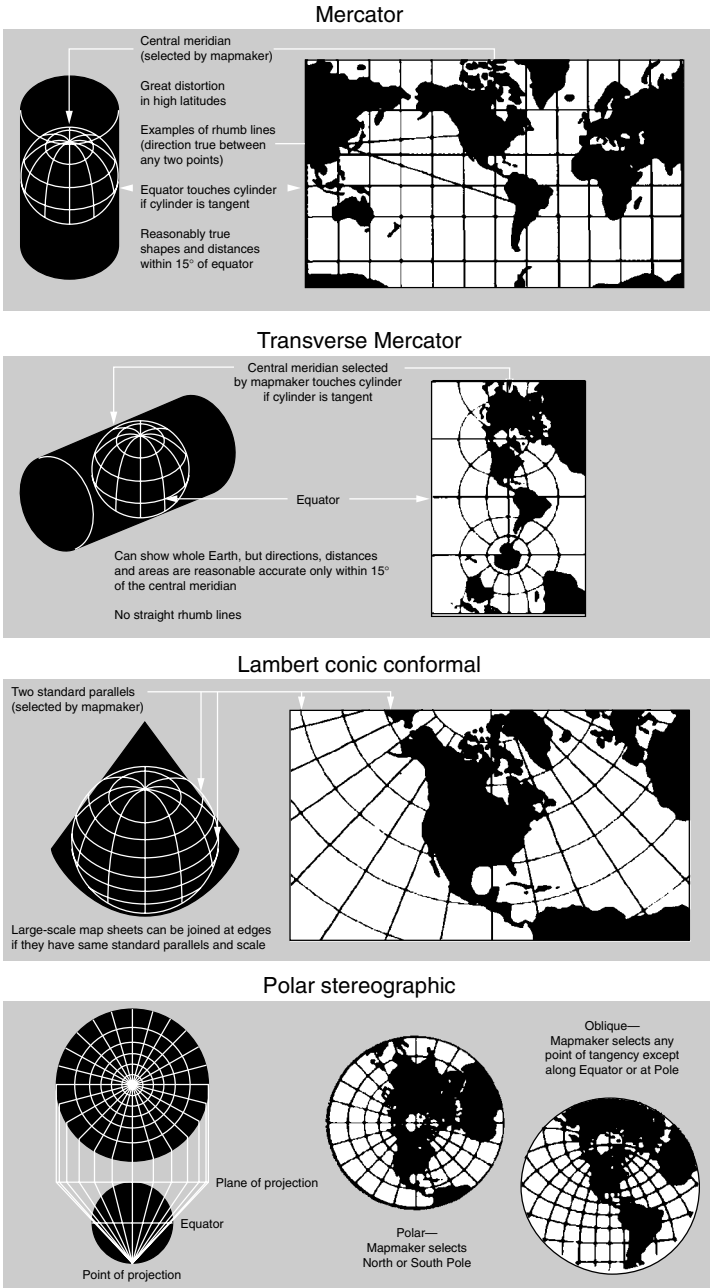 Mercator
Central meridian
(selected by mapmaker)
Great distortion
in high latitudes
Examples of rhumb lines
(direction true between
any two points)
Equator touches cylinder
if cylinder is tangent
Reasonably true
shapes and distances
within 15° of equator
Transverse Mercator
Central meridian selected
by mapmaker touches cylinder
if cylinder is tangent
Equator
Can show whole Earth, but directions, distances
and areas are reasonable accurate only within 15°
of the central meridian
No straight rhumb lines
Lambert conic conformal
Two standard parallels
(selected by mapmaker)
Large-scale map sheets can be joined at edges
if they have same standard parallels and scale
Polar stereographic
Oblique—
Mapmaker selects any
point of tangency except
along Equator or at Pole
Plane of projection
Equator
Point of projection
Polar—
Mapmaker selects
North or South Pole